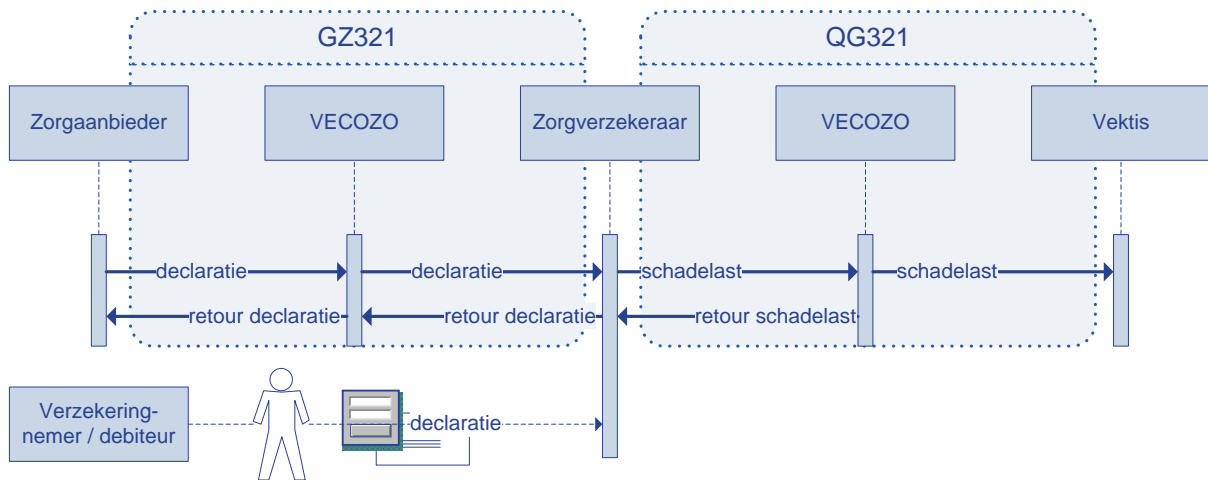 GZ321
QG321
Zorgaanbieder
VECOZO
Zorgverzekeraar
VECOZO
Vektis
declaratie
declaratie
schadelast
schadelast
retour declaratie
retour declaratie
retour schadelast
Verzekering-
nemer / debiteur
declaratie